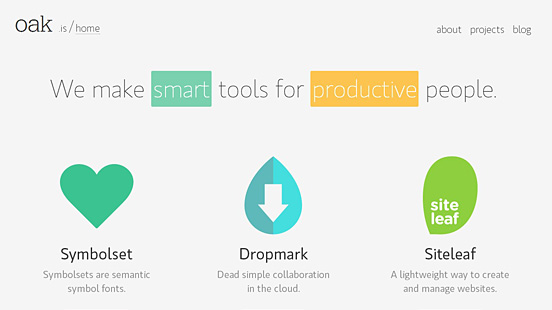 oak .is / home
about projects blog
We make smart tools for productive people.
site
leaf
Symbolset
Dropmark
Siteleaf
Symbolsets are semantic
symbol fonts.
Dead simple collaboration
in the cloud.
A lightweight way to create
and manage websites.